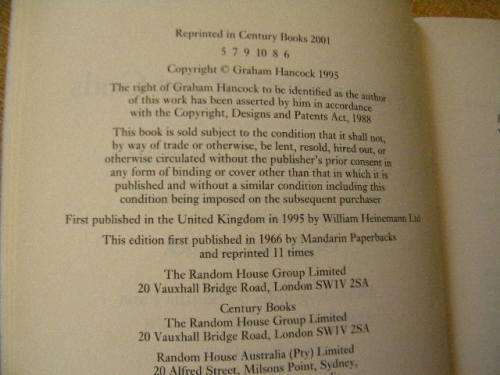 Reprinted in Century Books 2001
5 7 9 10 8 6
Copyright © Graham Hancock 1995
The right of Graham Hancock to be identified as the author
of this work has been asserted by him in accordance
with the Copyright, Designs and Patents Act, 1988
This book is sold subject to the condition that it shall not,
by way of trade or otherwise, be lent, resold, hired out, or
otherwise circulated without the publisher's prior consent in
any form of binding or cover other than that in which it is
published and without a similar condition including this
condition being imposed on the subsequent purchaser
First published in the United Kingdom in 1995 by William Heinemann Ltd
This edition first published in 1966 by Mandarin Paperbacks
and reprinted 11 times
The Random House Group Limited
20 Vauxhall Bridge Road, London SW1V 2SA
Century Books
The Random House Group Limited
20 Vauxhall Bridge Road, London SW1V 2SA
Random House Australia (Pty) Limited
20 Alfred Street, Milsons Point, Sydney,